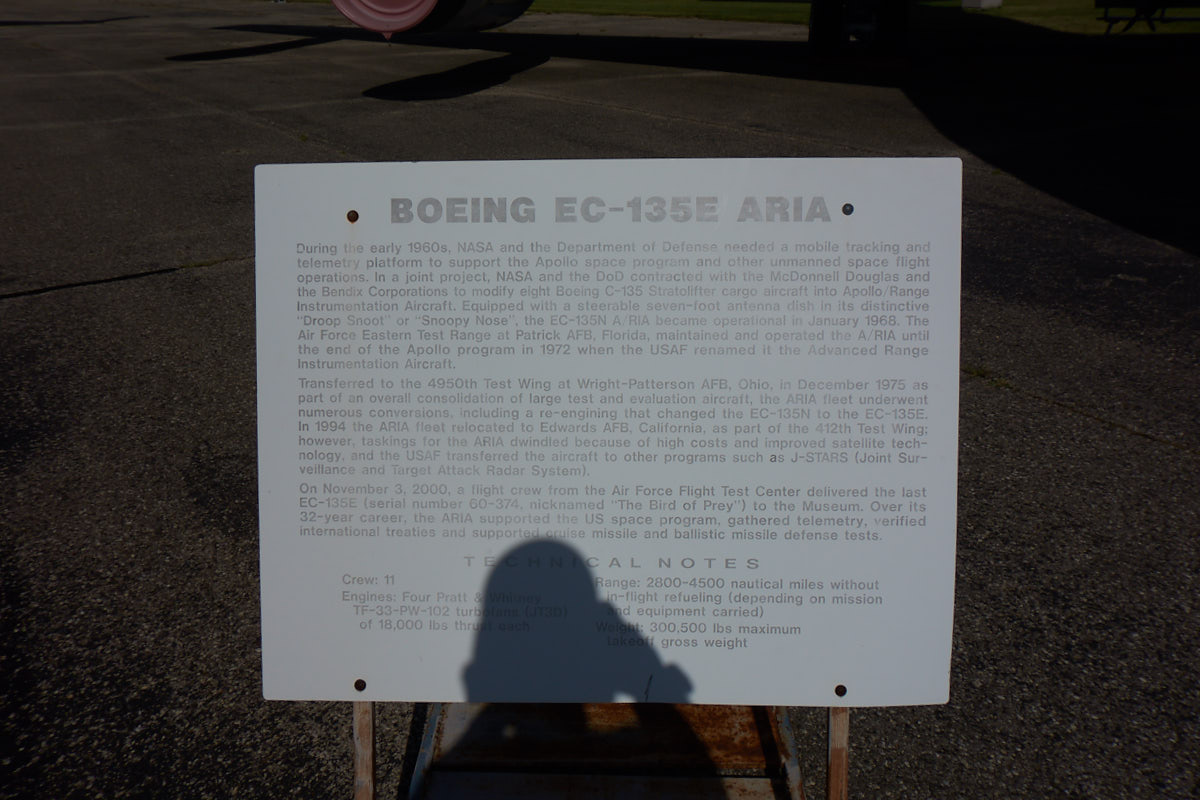 BOEING EC-135E ARIA
During the early 1960s, NASA and the Department of Defense needed a mobile tracking and
telemetry platform to support the Apollo space program and other unmanned space flight
operations. In a joint project, NASA and the DoD contracted with the McDonnell Douglas and
the Bendix Corporations to modify eight Boeing C-135 Stratolifter cargo aircraft into Apollo/Range
Instrumentation Aircraft. Equipped with a steerable seven-foot antenna dish in its distinctive
"Droop Snoot" or "Snoopy Nose", the EC-135N A/RIA became operational in January 1968. The
Air Force Eastern Test Range at Patrick AFB, Florida, maintained and operated the A/RIA until
the end of the Apollo program in 1972 when the USAF renamed it the Advanced Range
Instrumentation Aircraft.
Transferred to the 4950th Test Wing at Wright-Patterson AFB, Ohio, in December 1975 as
part of an overall consolidation of large test and evaluation aircraft, the ARIA fleet underwent
numerous conversions, including a re-engining that changed the EC-135N to the EC-135E.
In 1994 the ARIA fleet relocated to Edwards AFB, California, as part of the 412th Test Wing;
however, taskings for the ARIA dwindled because of high costs and improved satellite tech-
nology, and the USAF transferred the aircraft to other programs such as J-STARS (Joint Sur-
veillance and Target Attack Radar System).
On November 3, 2000, a flight crew from the Air Force Flight Test Center delivered the last
EC-135E (serial number 60-374, nicknamed "The Bird of Prey") to the Museum. Over its
32-year career, the ARIA supported the US space program, gathered telemetry, verified
international treaties and supported cruise missile and ballistic missile defense tests.
TECHNICAL NOTES
Crew: 11
Engines: Four Pratt & Whitney
TF-33-PW-102 turbofans (JT3D)
of 18,000 lbs thrust each
Range: 2800-4500 nautical miles without
in-flight refueling (depending on mission
and equipment carried)
Weight: 300,500 lbs maximum
takeoff gross weight